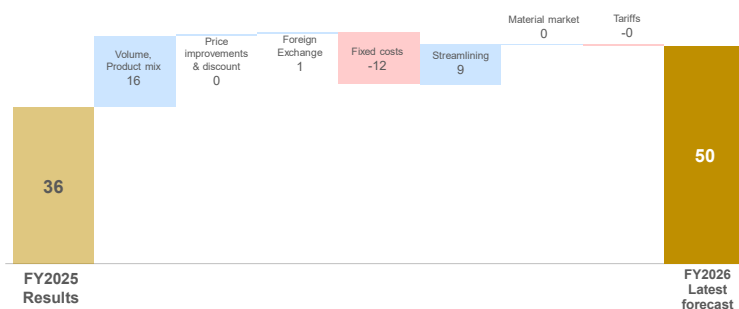 Volume,
Product mix
16
Price
improvements
& discount
0
Foreign
Exchange
1
Fixed costs
-12
Streamlining
9
Material market
0
Tariffs
-0
36
50
FY2025
Results
FY2026
Latest
forecast